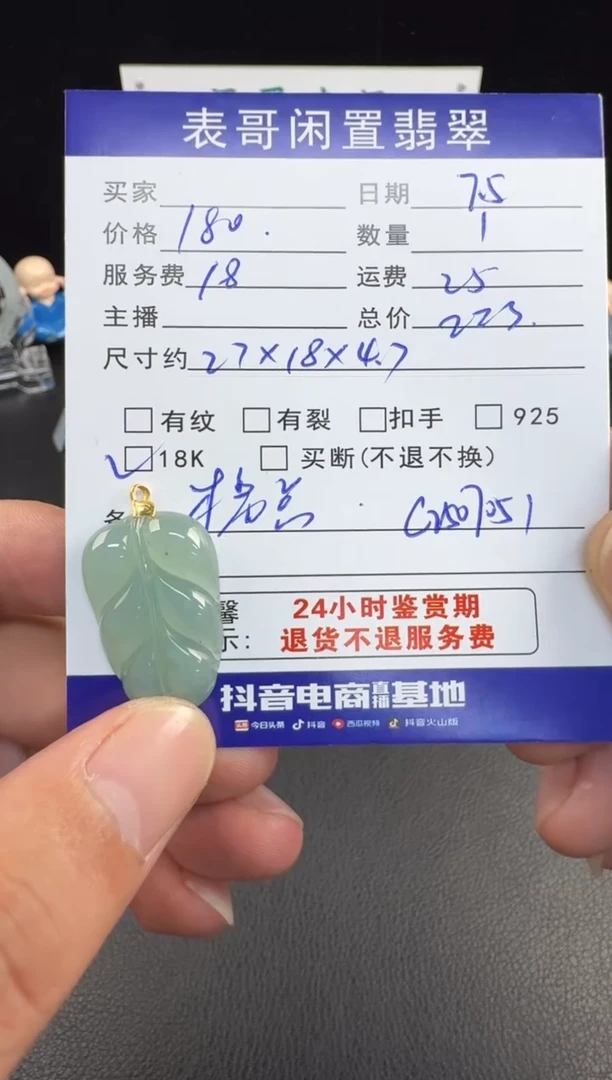 表哥闲置翡翠
买家 日期 7.5
价格 180. 数量 1
服务费 18 运费 25
主播 总价 223.
尺寸约 27×18×4.7
□有纹 □有裂 □扣手 □925
✓□18K □买断(不退不换)
24小时鉴赏期
示: 退货不退服务费
抖音电商直播基地
今日头条 抖音 西瓜视频 抖音火山版